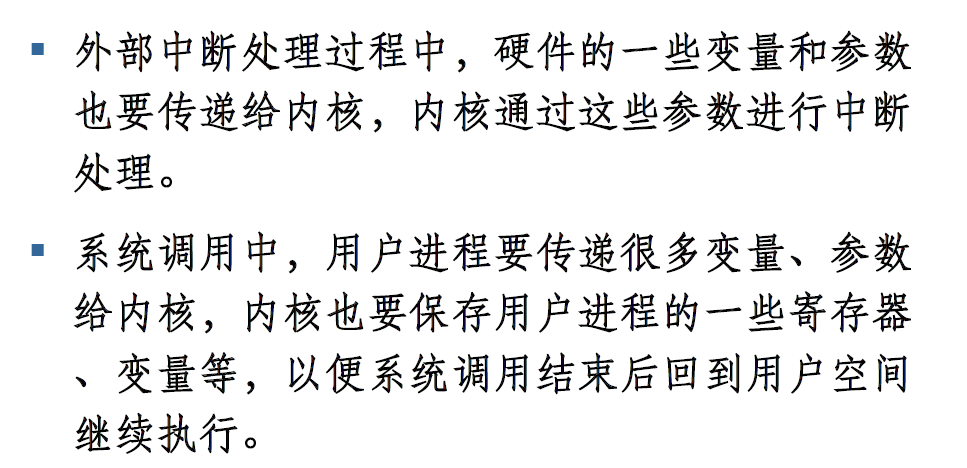 ▪ 外部中断处理过程中，硬件的一些变量和参数
也要传递给内核，内核通过这些参数进行中断
处理。
▪ 系统调用中，用户进程要传递很多变量、参数
给内核，内核也要保存用户进程的一些寄存器
、变量等，以便系统调用结束后回到用户空间
继续执行。